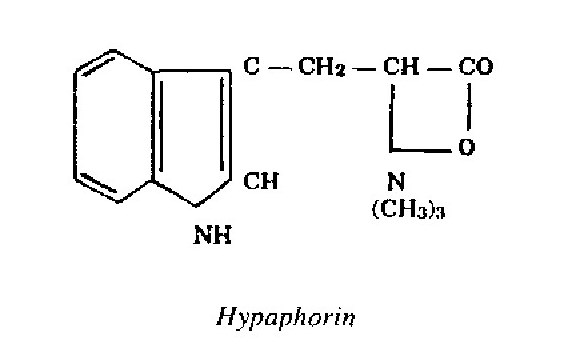 C — CH₂ — CH — CO
O
CH
N
(CH₃)₃
NH
Hypaphorin